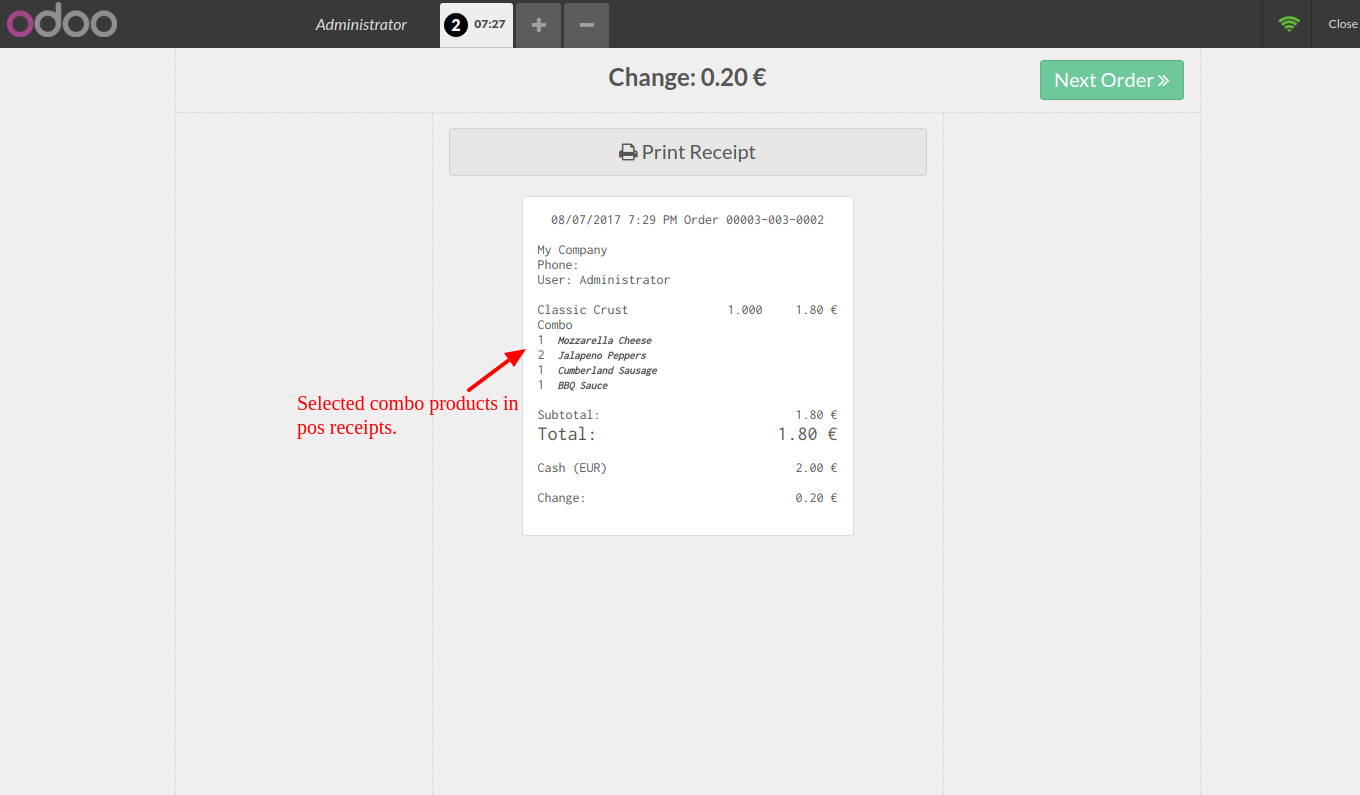 odoo Administrator 2 07:27 Close
Change: 0.20 €
Next Order
Print Receipt
08/07/2017 7:29 PM Order 00003-003-0002
My Company
Phone:
User: Administrator
Classic Crust 1.000 1.80 €
Combo
1 Mozzarella Cheese
2 Jalapeno Peppers
1 Cumberland Sausage
1 BBQ Sauce
Selected combo products in
pos receipts.
Subtotal: 1.80 €
Total: 1.80 €
Cash (EUR) 2.00 €
Change: 0.20 €